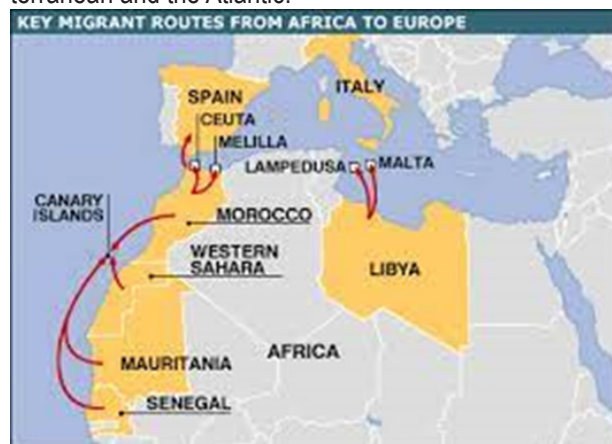 terranean and the Atlantic.
KEY MIGRANT ROUTES FROM AFRICA TO EUROPE
ITALY
SPAIN
CEUTA
MELILLA
LAMPEDUSA
MALTA
CANARY
ISLANDS
MOROCCO
WESTERN
SAHARA
LIBYA
AFRICA
MAURITANIA
SENEGAL